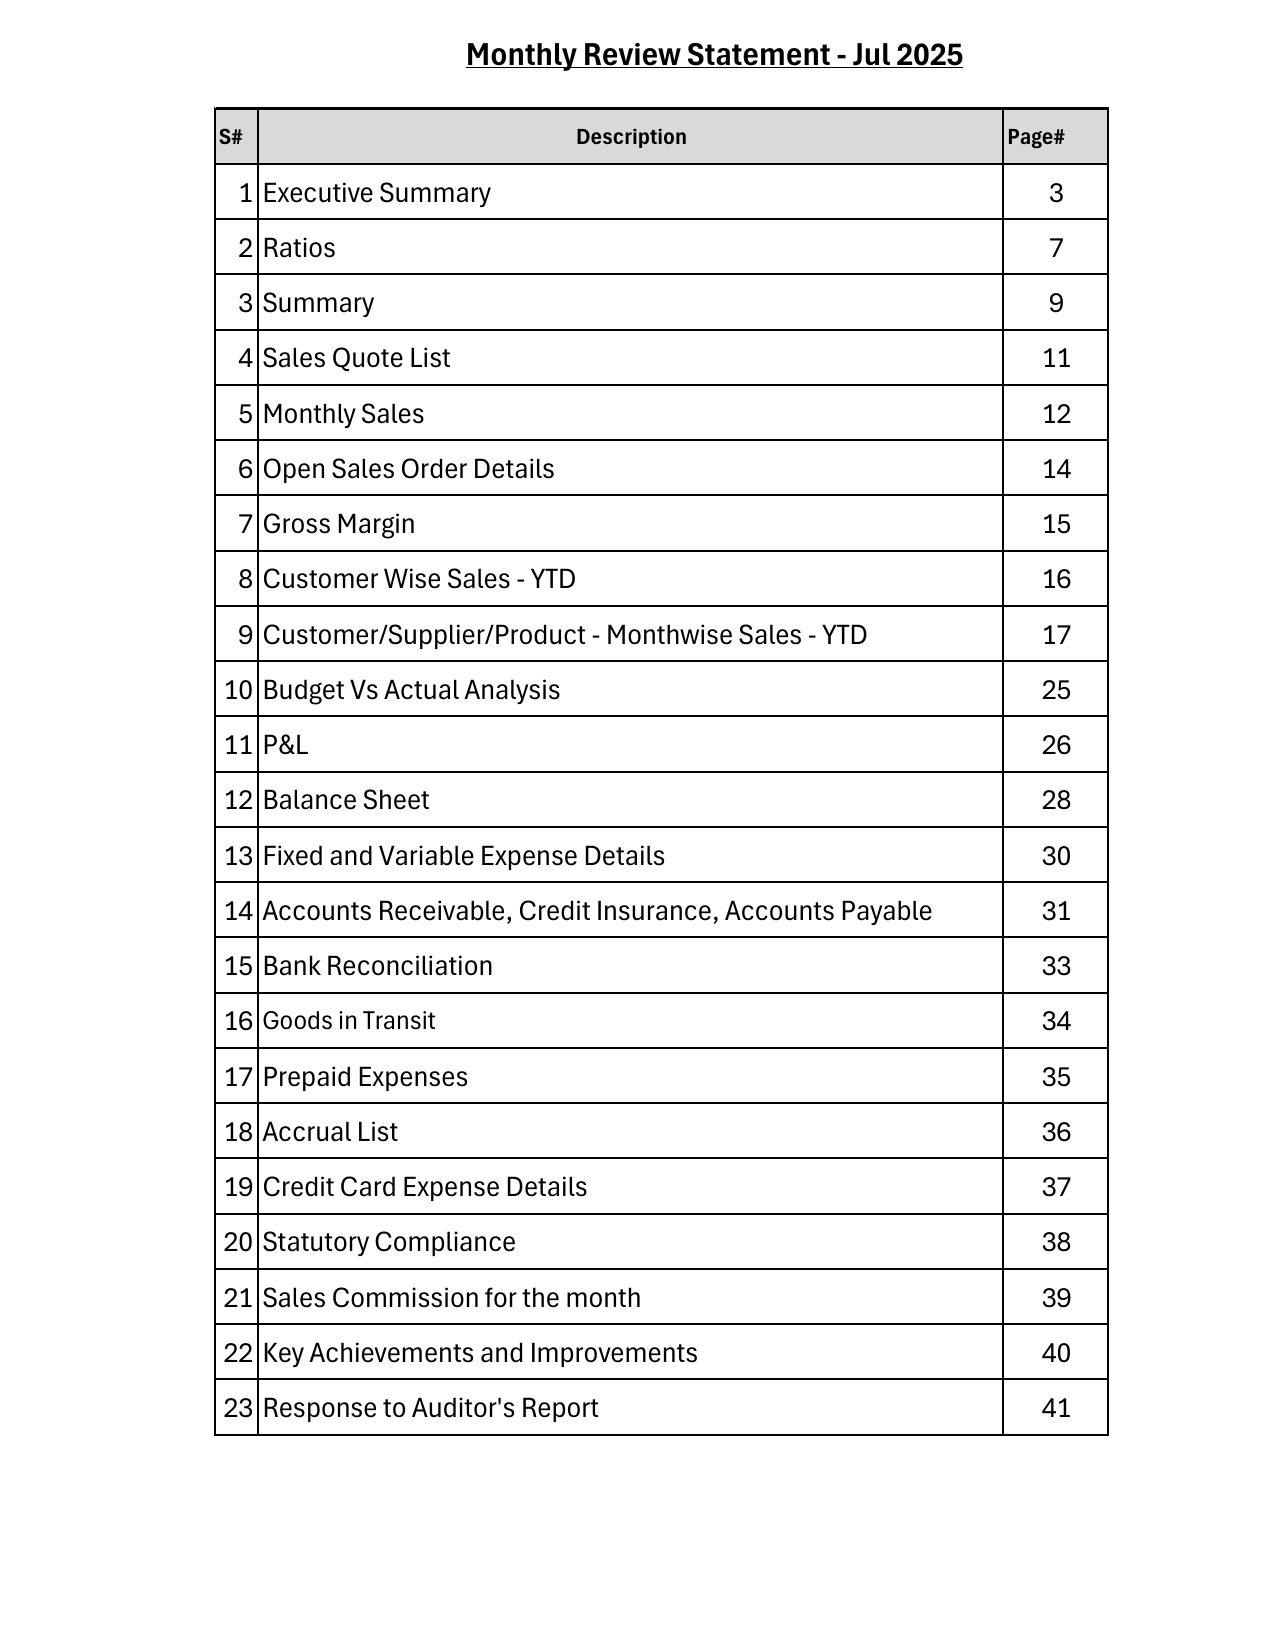 Monthly Review Statement - Jul 2025
S# Description Page#
1 Executive Summary 3
2 Ratios 7
3 Summary 9
4 Sales Quote List 11
5 Monthly Sales 12
6 Open Sales Order Details 14
7 Gross Margin 15
8 Customer Wise Sales - YTD 16
9 Customer/Supplier/Product - Monthwise Sales - YTD 17
10 Budget Vs Actual Analysis 25
11 P&L 26
12 Balance Sheet 28
13 Fixed and Variable Expense Details 30
14 Accounts Receivable, Credit Insurance, Accounts Payable 31
15 Bank Reconciliation 33
16 Goods in Transit 34
17 Prepaid Expenses 35
18 Accrual List 36
19 Credit Card Expense Details 37
20 Statutory Compliance 38
21 Sales Commission for the month 39
22 Key Achievements and Improvements 40
23 Response to Auditor's Report 41